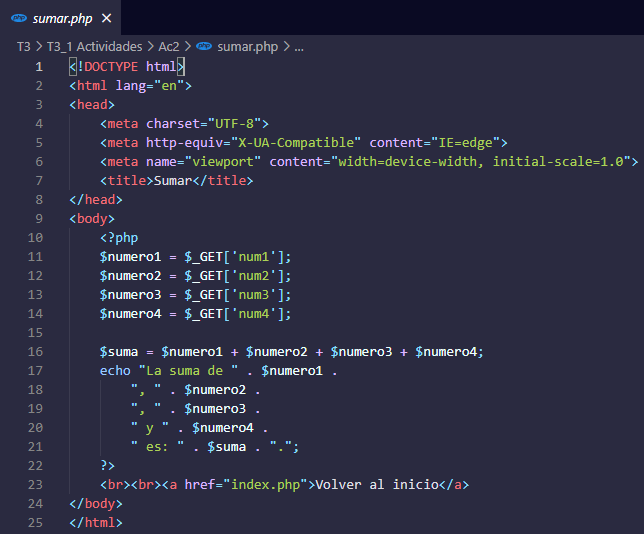 php sumar.php ×
T3 > T3_1 Actividades > Ac2 > php sumar.php > ...
1 <!DOCTYPE html>
2 <html lang="en">
3 <head>
4     <meta charset="UTF-8">
5     <meta http-equiv="X-UA-Compatible" content="IE=edge">
6     <meta name="viewport" content="width=device-width, initial-scale=1.0">
7     <title>Sumar</title>
8 </head>
9 <body>
10     <?php
11     $numero1 = $_GET['num1'];
12     $numero2 = $_GET['num2'];
13     $numero3 = $_GET['num3'];
14     $numero4 = $_GET['num4'];
15
16     $suma = $numero1 + $numero2 + $numero3 + $numero4;
17     echo "La suma de " . $numero1 .
18         ", " . $numero2 .
19         ", " . $numero3 .
20         " y " . $numero4 .
21         " es: " . $suma . ".";
22     ?>
23     <br><br><a href="index.php">Volver al inicio</a>
24 </body>
25 </html>